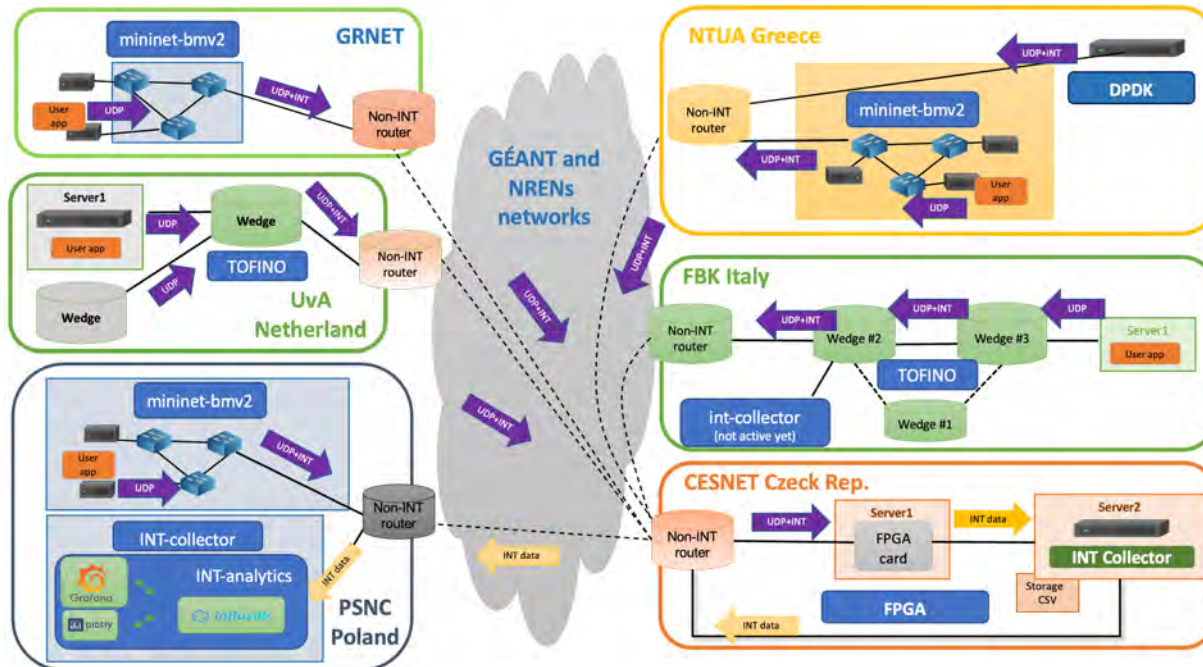 GRNET
mininet-bmv2
UDP+INT
User
app
UDP
Non-INT
router
Server1
User app
UDP
UDP
Wedge
Wedge
TOFINO
UDP+INT
Non-INT
router
UvA
Netherland
mininet-bmv2
User
app
UDP
UDP+INT
Non-INT
router
INT-collector
INT-analytics
Grafana
plotly
influxdb
INT data
PSNC
Poland
GÉANT and
NRENs
networks
UDP+INT
UDP+INT
UDP+INT
INT data
NTUA Greece
UDP+INT
DPDK
Non-INT
router
mininet-bmv2
UDP+INT
User
app
UDP
FBK Italy
UDP+INT
UDP+INT
UDP
Non-INT
router
Wedge #2
Wedge #3
Server1
User app
TOFINO
Wedge #1
int-collector
(not active yet)
CESNET Czeck Rep.
Non-INT
router
UDP+INT
Server1
FPGA
card
INT data
Server2
INT Collector
Storage
CSV
FPGA
INT data